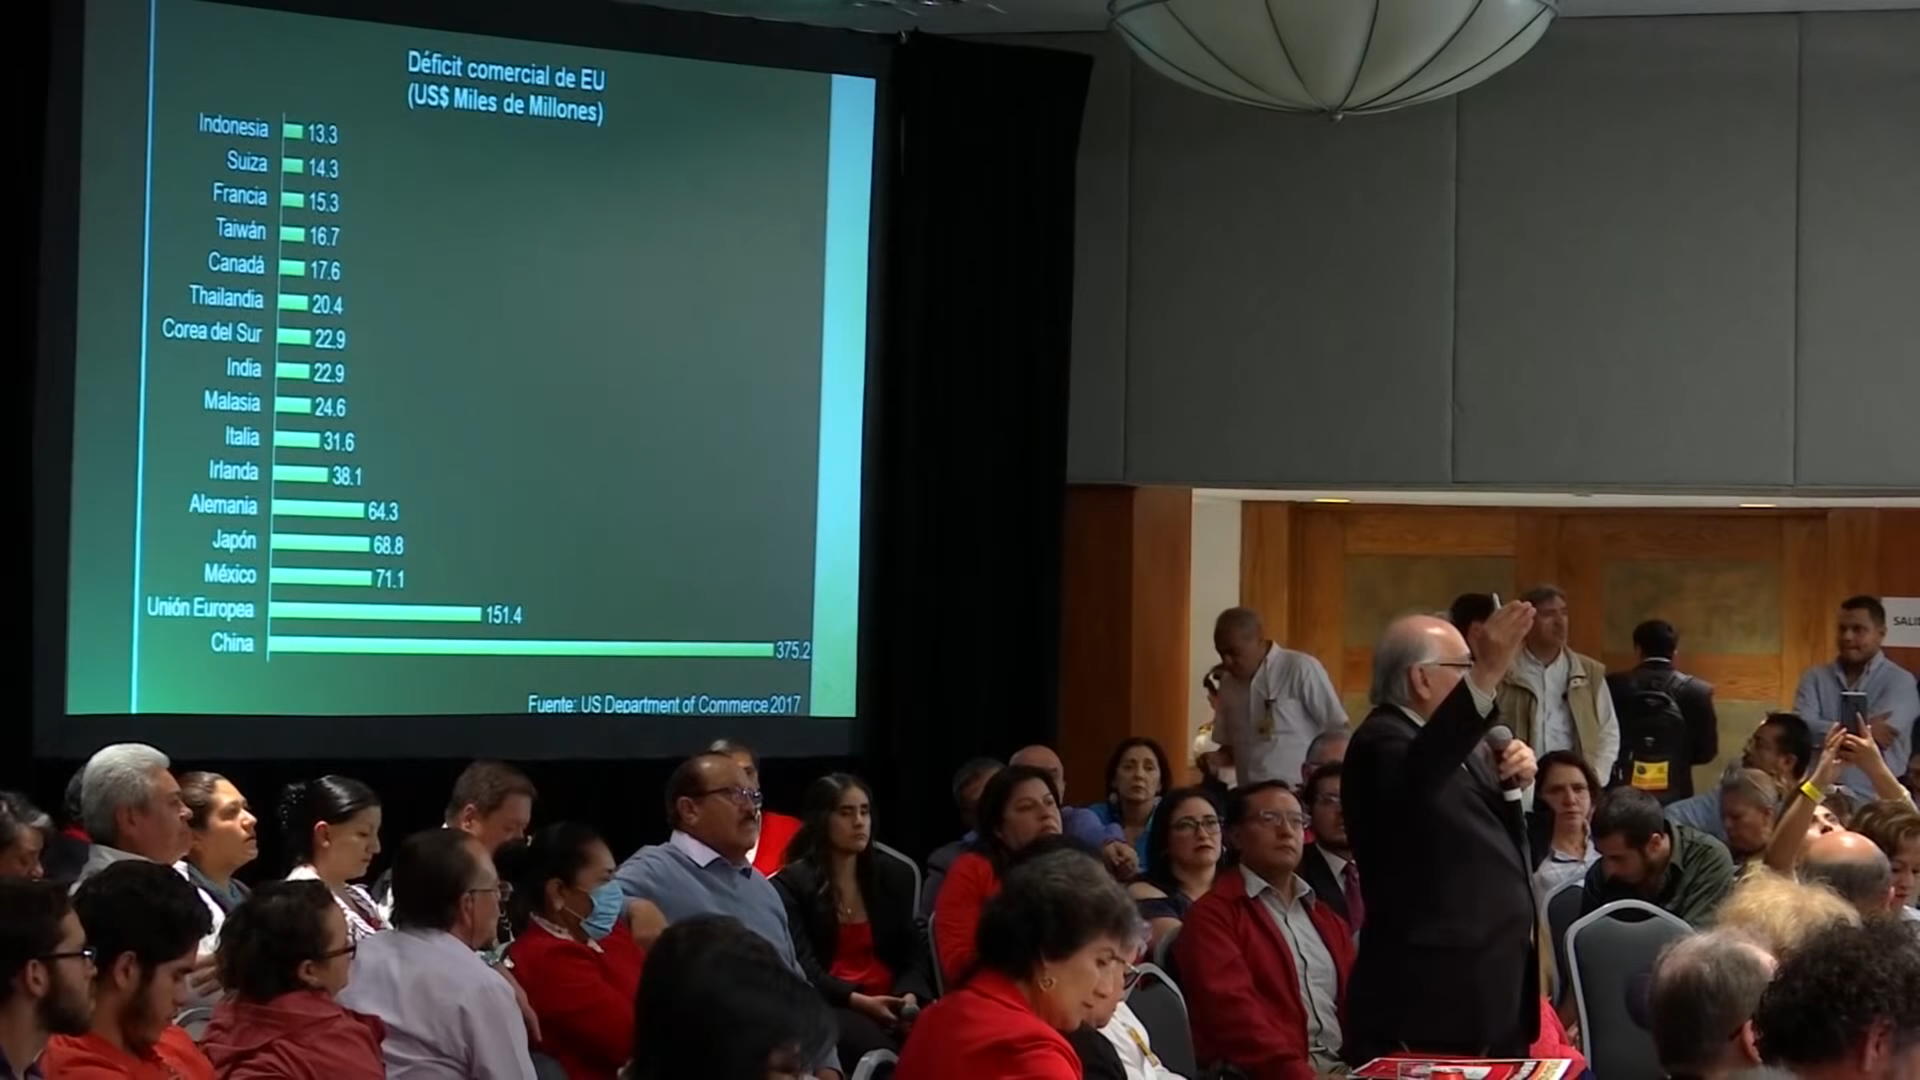 Déficit comercial de EU
(US$ Miles de Millones)
Indonesia 13.3
Suiza 14.3
Francia 15.3
Taiwán 16.7
Canadá 17.6
Thailandia 20.4
Corea del Sur 22.9
India 22.9
Malasia 24.6
Italia 31.6
Irlanda 38.1
Alemania 64.3
Japón 68.8
México 71.1
Unión Europea 151.4
China 375.2
Fuente: US Department of Commerce 2017
SALI